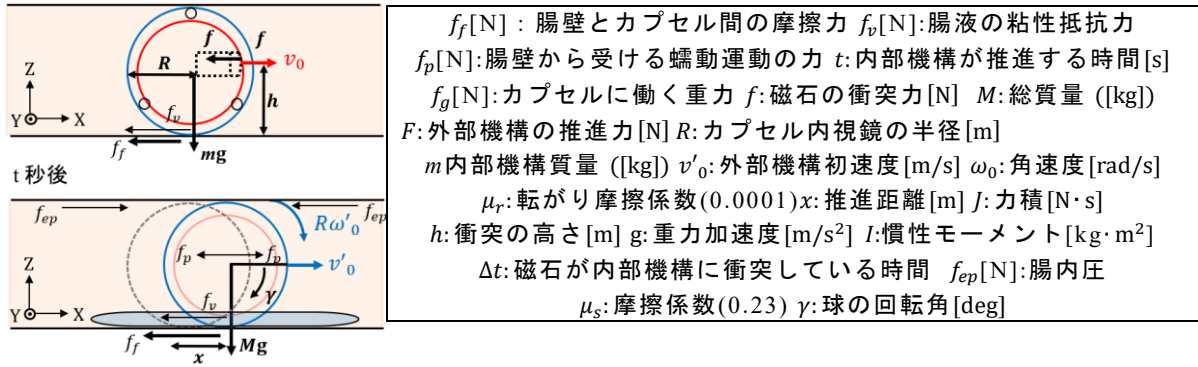 Z
Y
X
R
f
f
v₀
h
f_v
f_f
mg
t 秒後
f_ep
f_ep
Rω′₀
Z
Y
X
f_p
f_p
v′₀
γ
f_v
f_f
x
Mg
f_f[N]：腸壁とカプセル間の摩擦力 f_v[N]:腸液の粘性抵抗力
f_p[N]:腸壁から受ける蠕動運動の力 t:内部機構が推進する時間[s]
f_g[N]:カプセルに働く重力 f:磁石の衝突力[N] M:総質量 ([kg])
F:外部機構の推進力[N] R:カプセル内視鏡の半径[m]
m内部機構質量 ([kg]) v′₀:外部機構初速度[m/s] ω₀:角速度[rad/s]
μ_r:転がり摩擦係数(0.0001)x:推進距離[m] J:力積[N·s]
h:衝突の高さ[m] g:重力加速度[m/s²] I:慣性モーメント[kg·m²]
Δt:磁石が内部機構に衝突している時間 f_ep[N]:腸内圧
μ_s:摩擦係数(0.23) γ:球の回転角[deg]